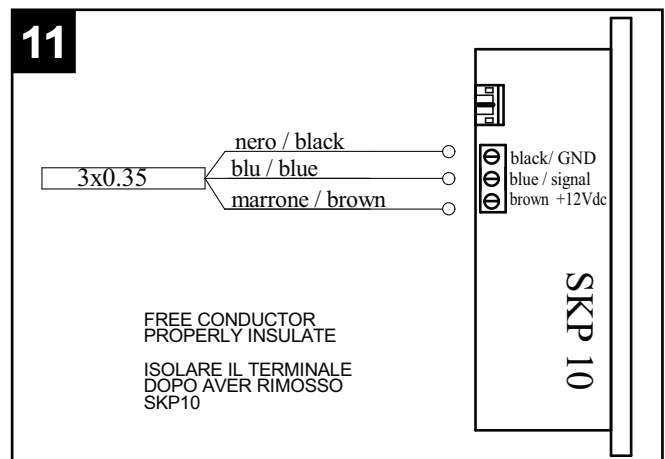 11
nero / black
blu / blue
3x0.35
marrone / brown
black/ GND
blue / signal
brown +12Vdc
SKP 10
FREE CONDUCTOR
PROPERLY INSULATE
ISOLARE IL TERMINALE
DOPO AVER RIMOSSO
SKP10